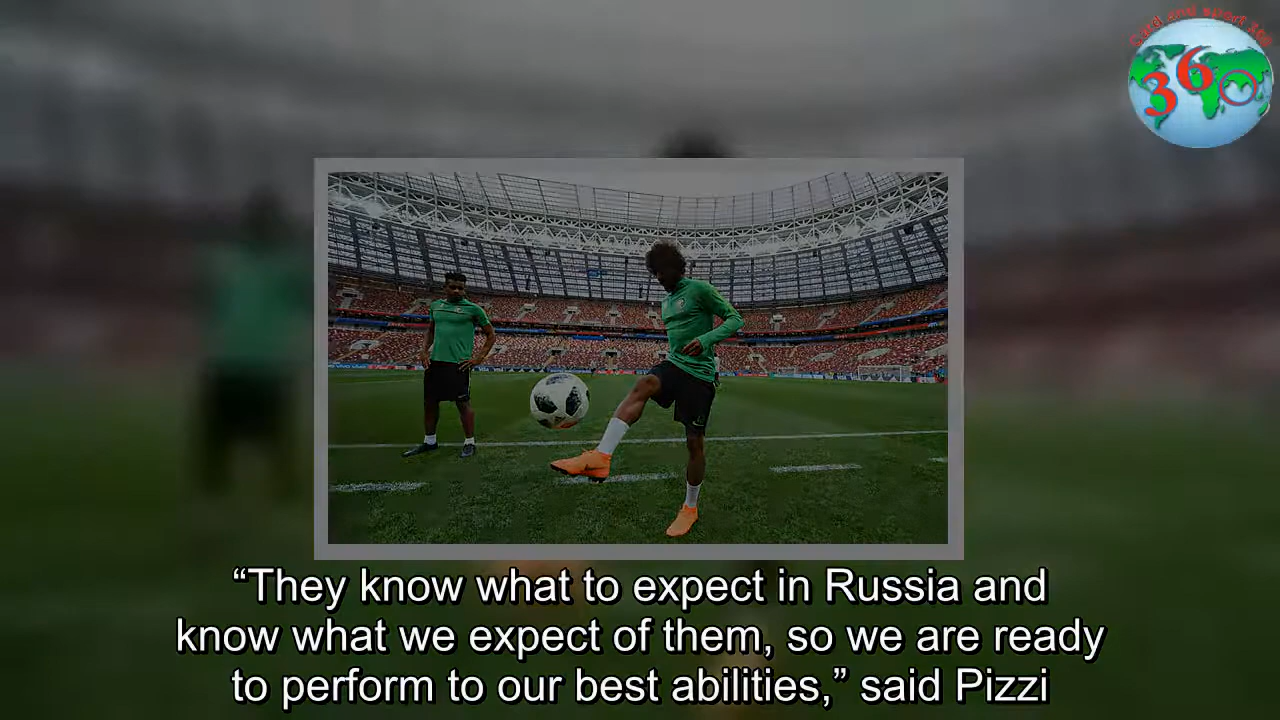 360
“They know what to expect in Russia and
know what we expect of them, so we are ready
to perform to our best abilities,” said Pizzi